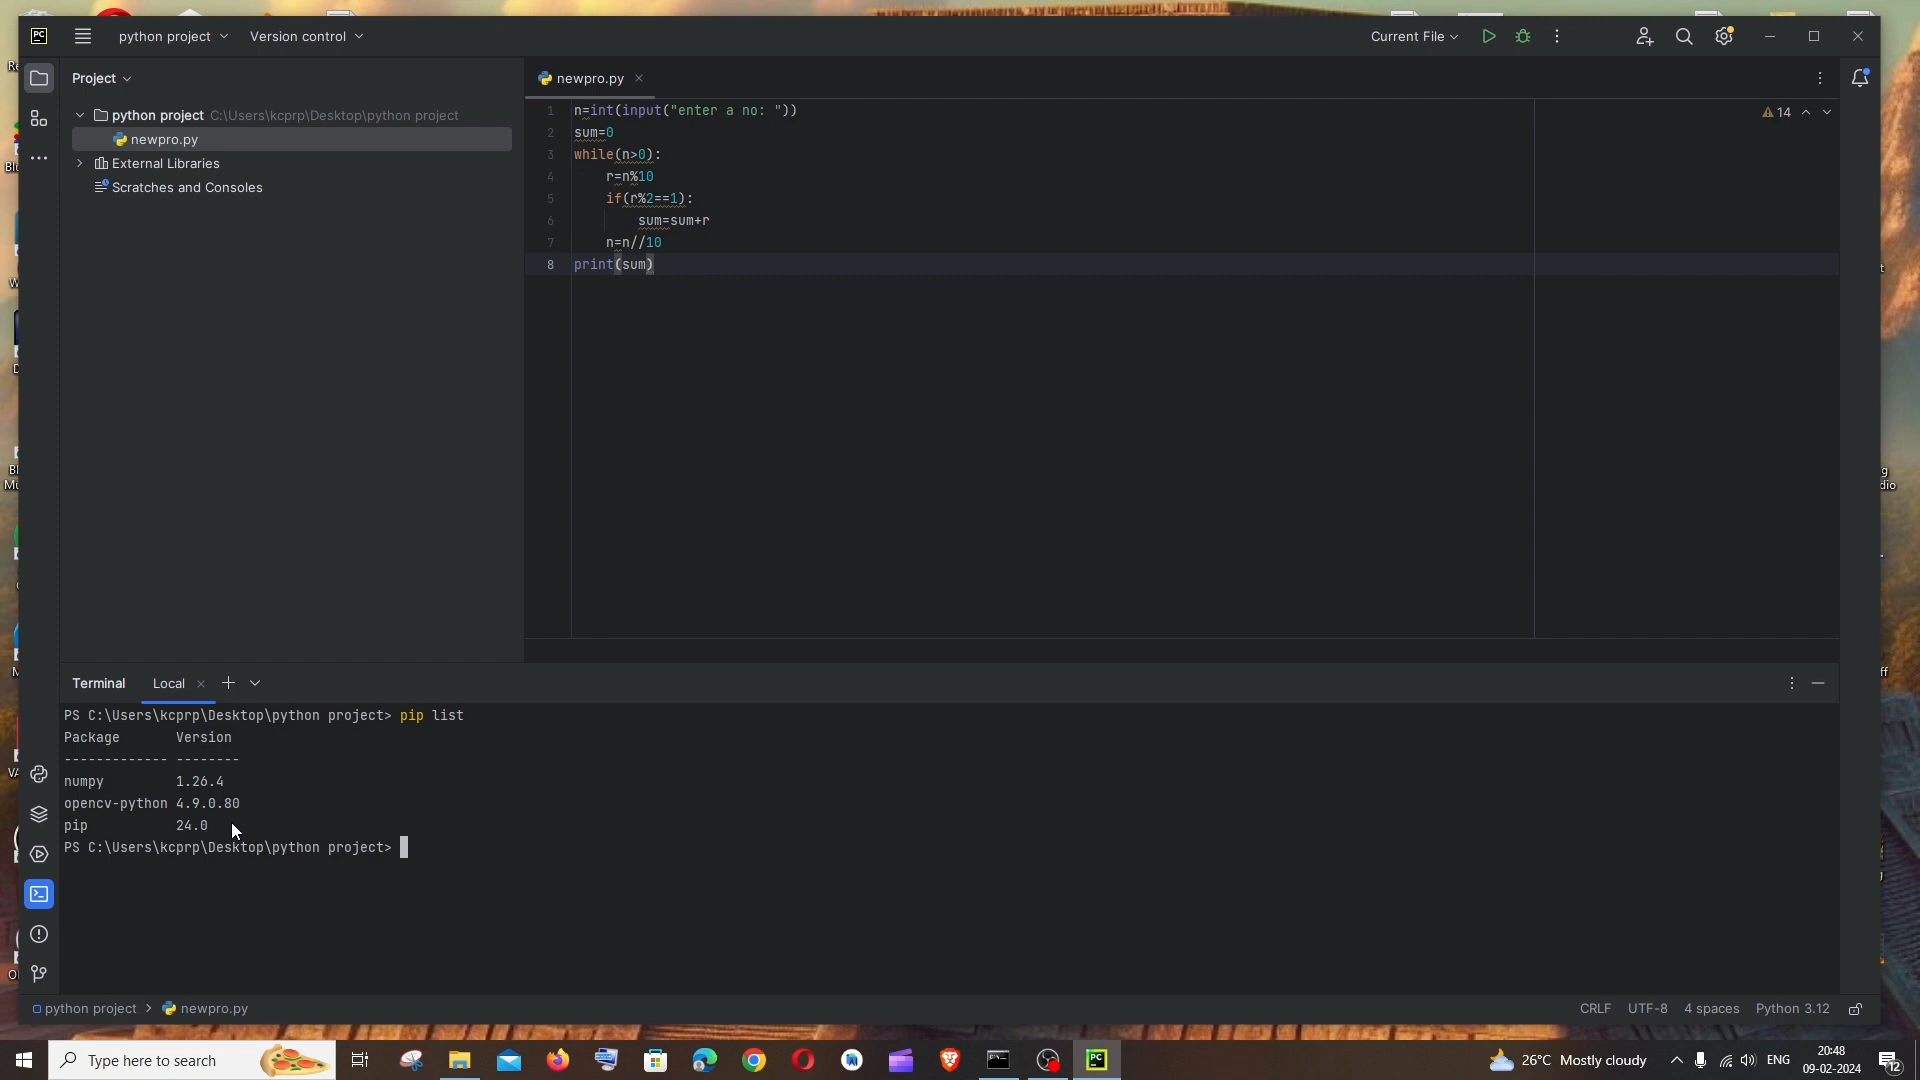 PC
python project
Version control
Current File
Project
newpro.py
python project C:\Users\kcprp\Desktop\python project
newpro.py
External Libraries
Scratches and Consoles
14
1 n=int(input("enter a no: "))
2 sum=0
3 while(n>0):
4 r=n%10
5 if(r%2==1):
6 sum=sum+r
7 n=n//10
8 print(sum)
Terminal
Local
PS C:\Users\kcprp\Desktop\python project> pip list
Package Version
------------- --------
numpy 1.26.4
opencv-python 4.9.0.80
pip 24.0
PS C:\Users\kcprp\Desktop\python project>
python project > newpro.py
CRLF UTF-8 4 spaces Python 3.12
Type here to search
PC
26°C Mostly cloudy
ENG
20:48
09-02-2024
12